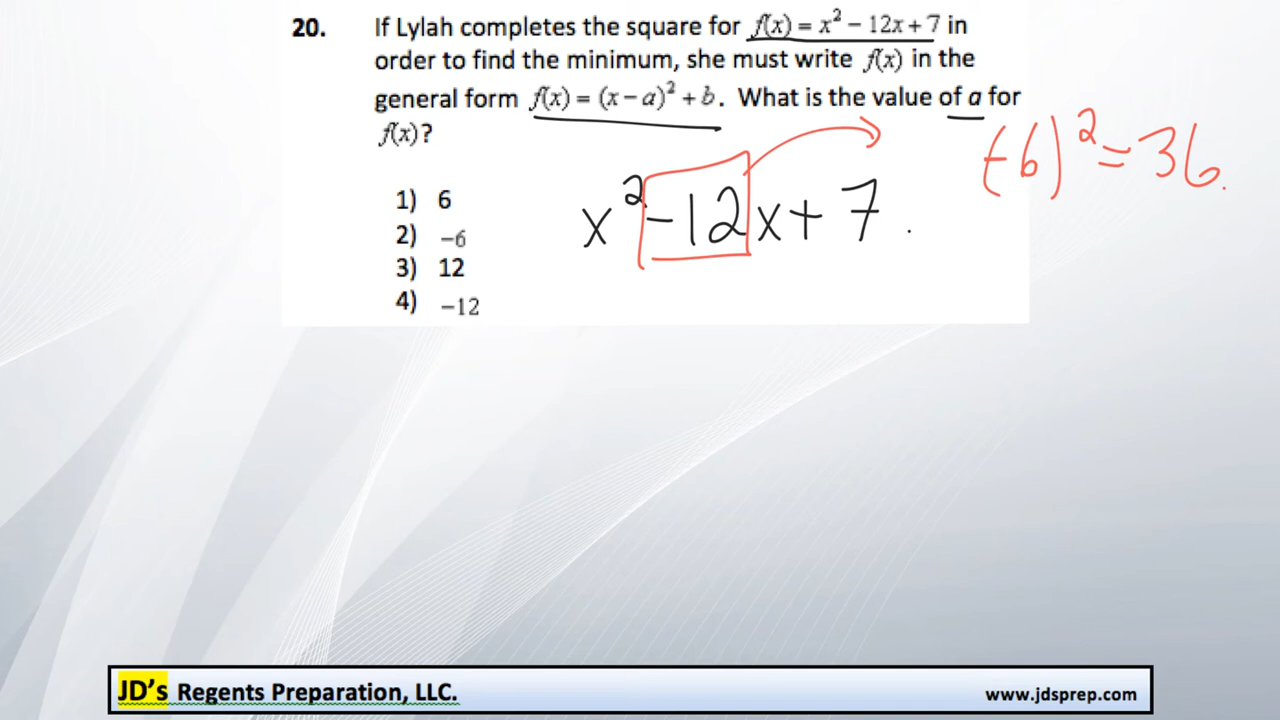 20. If Lylah completes the square for f(x) = x² − 12x + 7 in
order to find the minimum, she must write f(x) in the
general form f(x) = (x − a)² + b. What is the value of a for
f(x)?
(−6)² = 36.
1) 6
2) −6
3) 12
4) −12
x² −12x + 7 .
JD's Regents Preparation, LLC.
www.jdsprep.com